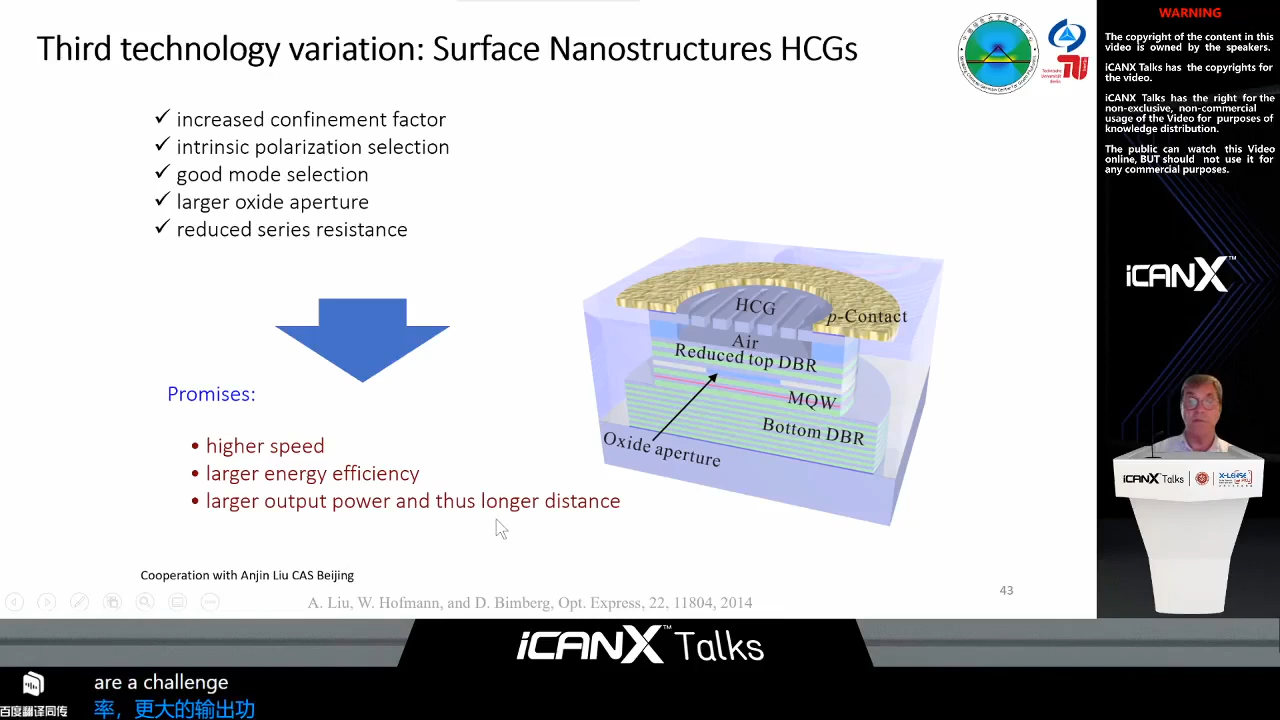 Third technology variation: Surface Nanostructures HCGs
✓ increased confinement factor
✓ intrinsic polarization selection
✓ good mode selection
✓ larger oxide aperture
✓ reduced series resistance
Promises:
• higher speed
• larger energy efficiency
• larger output power and thus longer distance
HCG
p-Contact
Air
Reduced top DBR
MQW
Bottom DBR
Oxide aperture
Cooperation with Anjin Liu CAS Beijing
A. Liu, W. Hofmann, and D. Bimberg, Opt. Express, 22, 11804, 2014
43
WARNING
The copyright of the content in this
video is owned by the speakers.
iCANX Talks has the copyrights for
the video.
iCANX Talks has the right for the
non-exclusive, non-commercial
usage of the Video for purposes of
knowledge distribution.
The public can watch this Video
online, BUT should not use it for
any commercial purposes.
iCANX™
iCANX Talks
iCANX™ Talks
are a challenge
率，更大的输出功
百度翻译同传